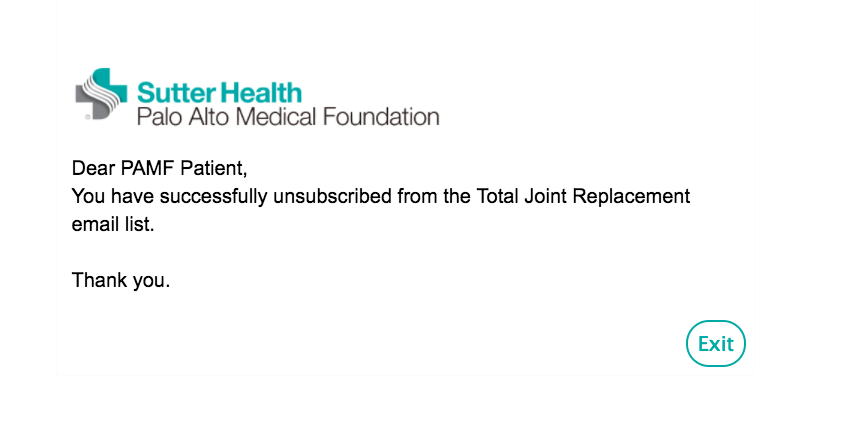 Sutter Health
Palo Alto Medical Foundation
Dear PAMF Patient,
You have successfully unsubscribed from the Total Joint Replacement
email list.
Thank you.
Exit